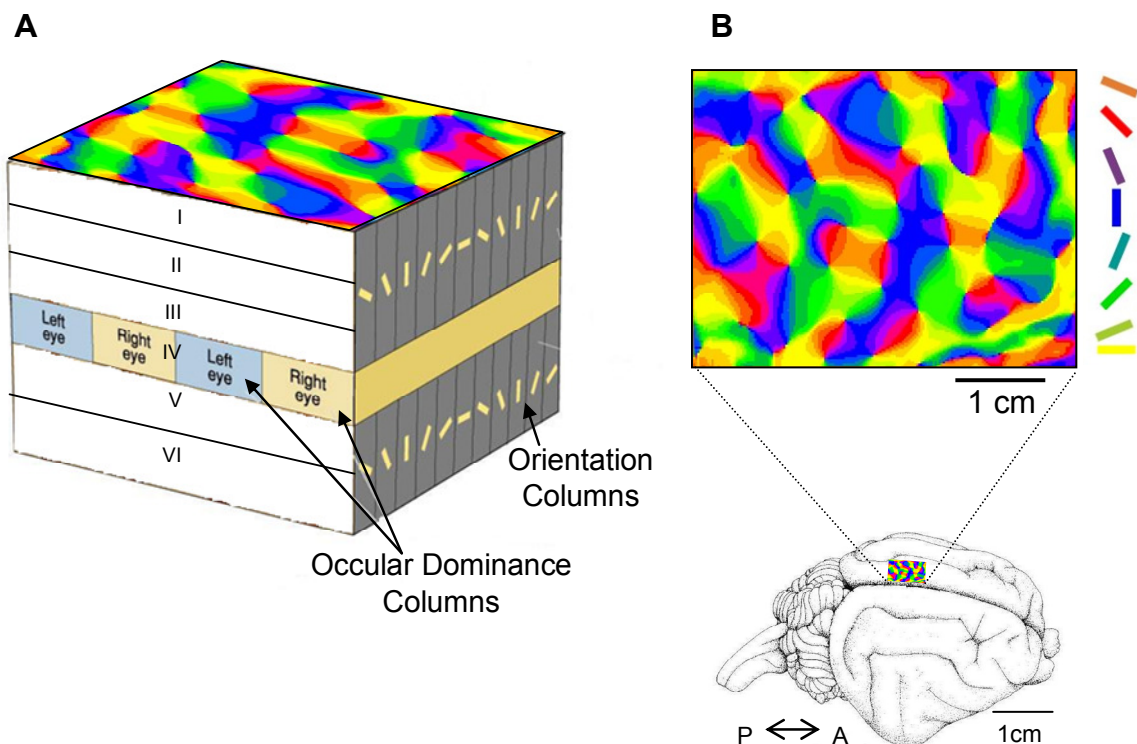 A
I
II
III
Left
eye
Right
eye
IV
Left
eye
Right
eye
V
VI
Orientation
Columns
Occular Dominance
Columns
B
1 cm
P
A
1cm